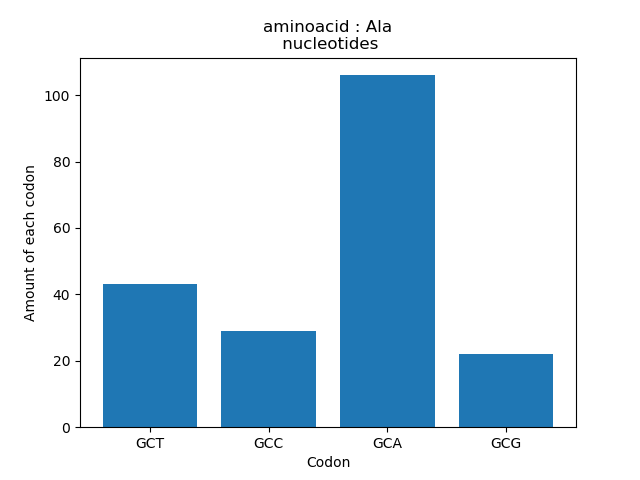 aminoacid : Ala
nucleotides
Amount of each codon
100
80
60
40
20
0
GCT GCC GCA GCG
Codon